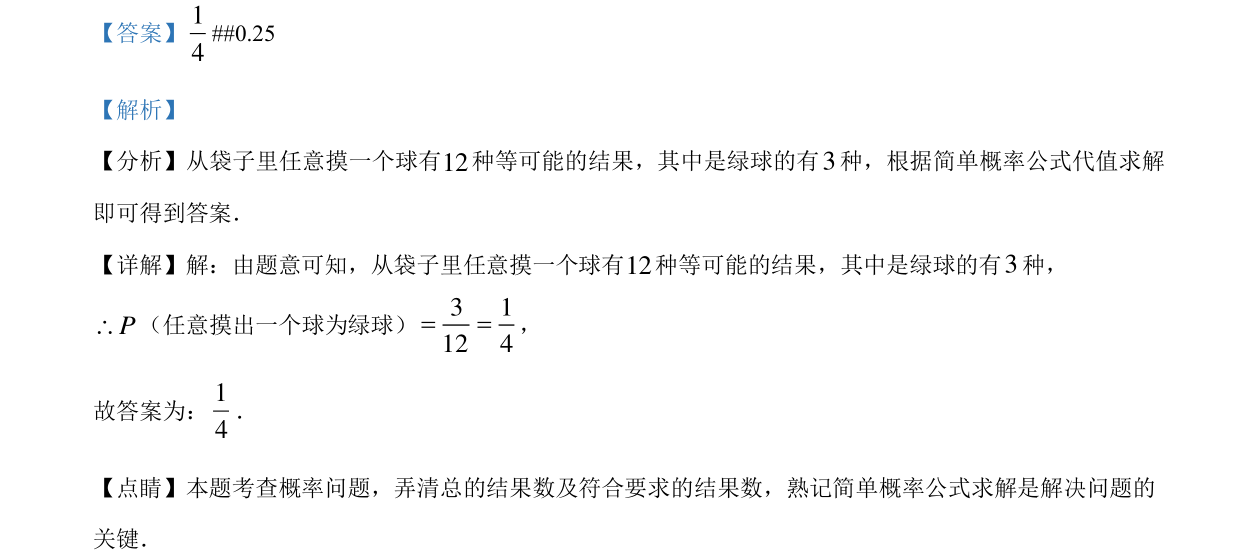 【答案】$\frac{1}{4}$##0.25
【解析】
【分析】从袋子里任意摸一个球有12种等可能的结果，其中是绿球的有3种，根据简单概率公式代值求解
即可得到答案．
【详解】解：由题意可知，从袋子里任意摸一个球有12种等可能的结果，其中是绿球的有3种，
∴P（任意摸出一个球为绿球）$=\frac{3}{12}=\frac{1}{4}$，
故答案为：$\frac{1}{4}$．
【点睛】本题考查概率问题，弄清总的结果数及符合要求的结果数，熟记简单概率公式求解是解决问题的
关键．